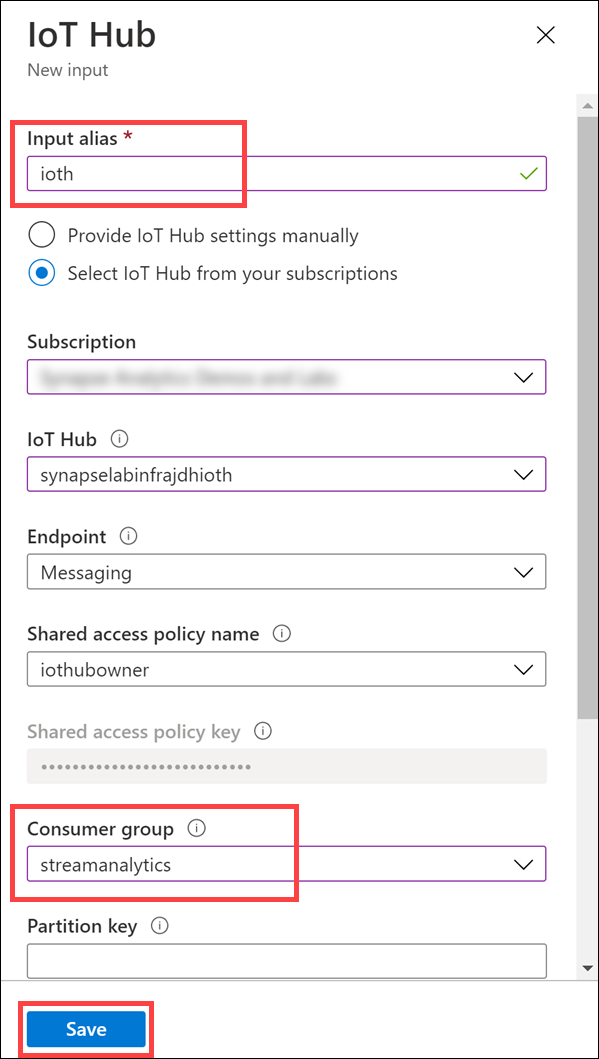 IoT Hub
New input
Input alias *
ioth
Provide IoT Hub settings manually
Select IoT Hub from your subscriptions
Subscription
IoT Hub
synapselabinfrajdhioth
Endpoint
Messaging
Shared access policy name
iothubowner
Shared access policy key
•••••••••••••••••••••••••••
Consumer group
streamanalytics
Partition key
Save